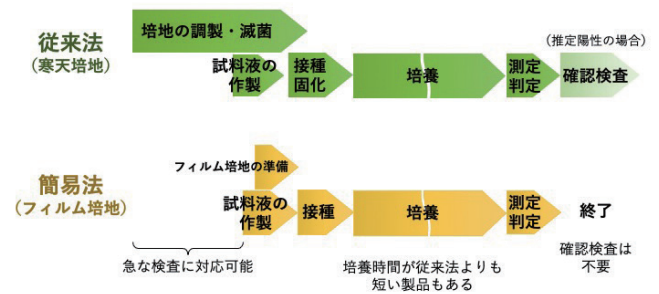 従来法
（寒天培地）
培地の調製・滅菌
試料液の
作製
接種
固化
培養
測定
判定
（推定陽性の場合）
確認検査
簡易法
（フィルム培地）
フィルム培地の準備
試料液の
作製
接種
培養
測定
判定
終了
急な検査に対応可能
培養時間が従来法よりも
短い製品もある
確認検査は
不要